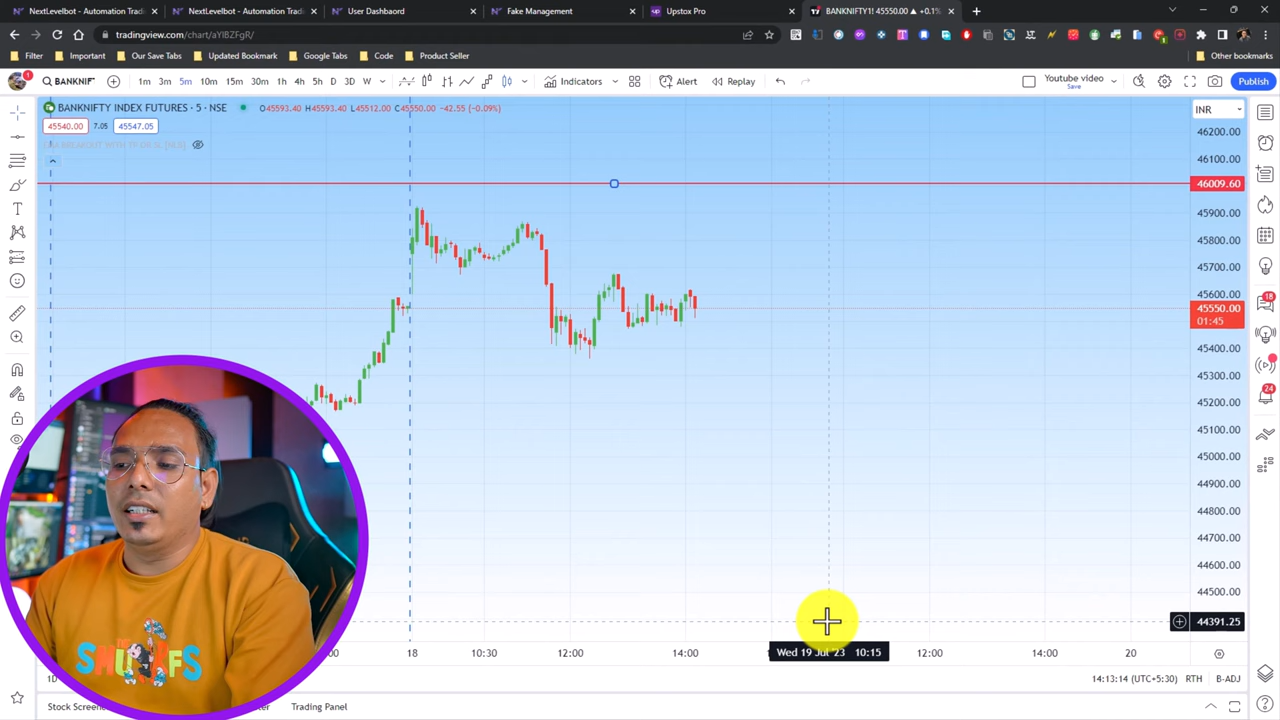 NextLevelbot - Automation Tradi
NextLevelbot - Automation Tradi
User Dashboard
Fake Management
Upstox Pro
BANKNIFTY1! 45550.00 ▲ +0.1%
tradingview.com/chart/aYl8ZFgR/
Filter
Important
Our Save Tabs
Updated Bookmark
Google Tabs
Code
Product Seller
Other bookmarks
1
BANKNIF
1m 3m 5m 10m 15m 30m 1h 4h 5h D 3D W
Indicators
Alert
Replay
Youtube video
Save
Publish
BANKNIFTY INDEX FUTURES · 5 · NSE
O45593.40 H45593.40 L45512.00 C45550.00 -42.55 (-0.09%)
INR
45540.00 7.05 45547.05
46200.00
46100.00
46009.60
45900.00
45800.00
45700.00
45600.00
45550.00
01:45
45400.00
45300.00
45200.00
45100.00
45000.00
44900.00
44800.00
44700.00
44600.00
44500.00
44391.25
18
24
SMURFS
18 10:30 12:00 14:00
Wed 19 Jul '23 10:15
12:00 14:00 20
14:13:14 (UTC+5:30) RTH B-ADJ
Trading Panel